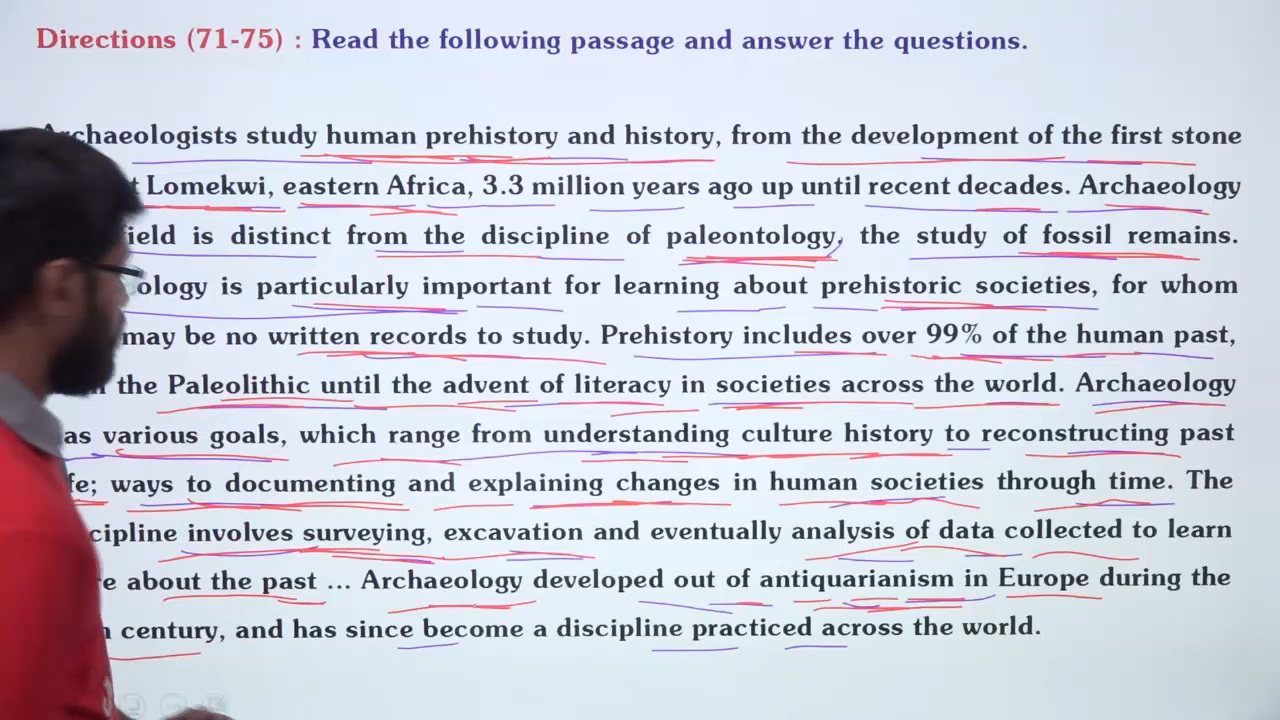 Directions (71-75) : Read the following passage and answer the questions.
Archaeologists study human prehistory and history, from the development of the first stone
Lomekwi, eastern Africa, 3.3 million years ago up until recent decades. Archaeology
is distinct from the discipline of paleontology, the study of fossil remains.
is particularly important for learning about prehistoric societies, for whom
may be no written records to study. Prehistory includes over 99% of the human past,
the Paleolithic until the advent of literacy in societies across the world. Archaeology
various goals, which range from understanding culture history to reconstructing past
ways to documenting and explaining changes in human societies through time. The
involves surveying, excavation and eventually analysis of data collected to learn
about the past ... Archaeology developed out of antiquarianism in Europe during the
century, and has since become a discipline practiced across the world.